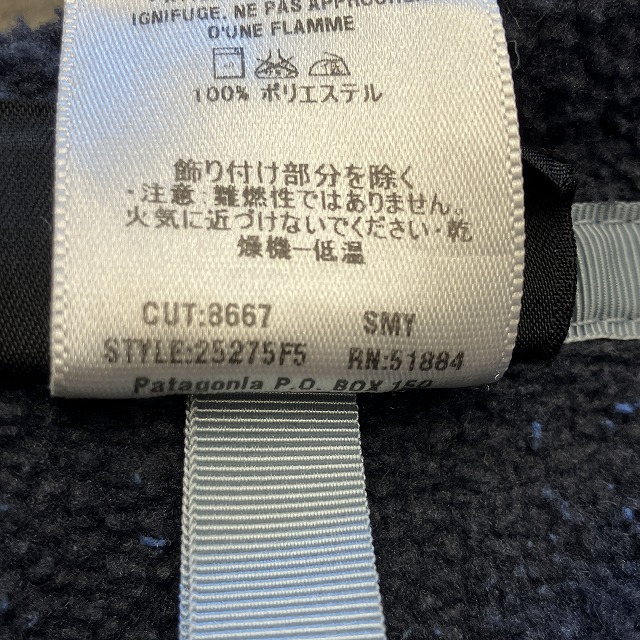 IGNIFUGE. NE PAS APPROCHER
D'UNE FLAMME
100% ポリエステル
飾り付け部分を除く
・注意：難燃性ではありません。
火気に近づけないでください・乾
燥機ー低温
CUT:8667 SMY
STYLE:25275F5 RN:51884
Patagonia P.O. BOX 150